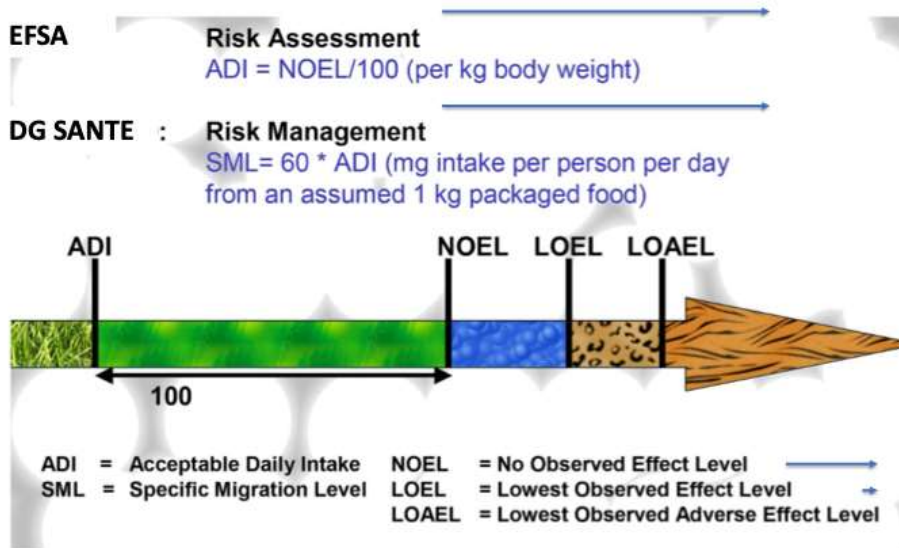 EFSA Risk Assessment
ADI = NOEL/100 (per kg body weight)
DG SANTE : Risk Management
SML= 60 * ADI (mg intake per person per day
from an assumed 1 kg packaged food)
ADI NOEL LOEL LOAEL
100
ADI = Acceptable Daily Intake NOEL = No Observed Effect Level
SML = Specific Migration Level LOEL = Lowest Observed Effect Level
LOAEL = Lowest Observed Adverse Effect Level